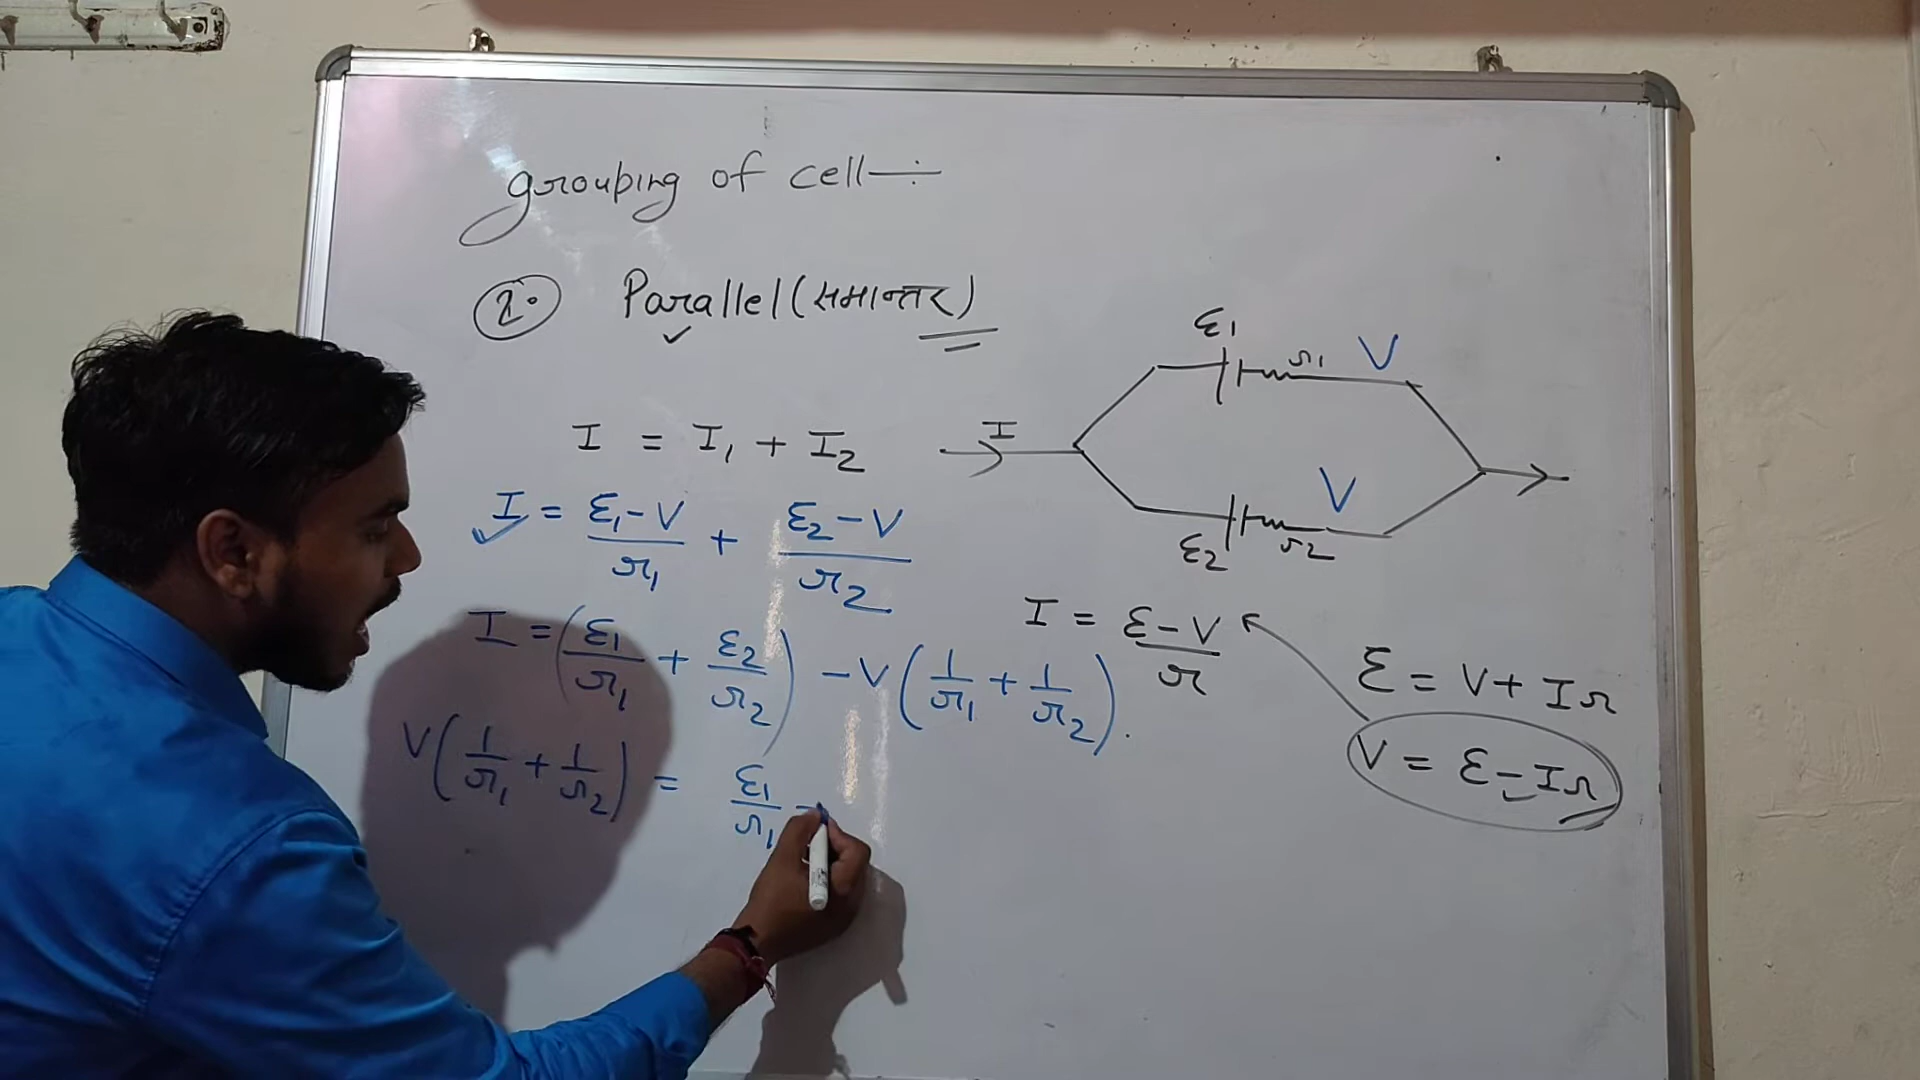 grouping of cell ÷
2. Parallel (समान्तर)
I = I₁ + I₂
I = (ε₁-V)/r₁ + (ε₂-V)/r₂
I = (ε₁/r₁ + ε₂/r₂) - V(1/r₁ + 1/r₂).
V(1/r₁ + 1/r₂) = ε₁/r₁ +
ε₁
r₁ V
I
V
ε₂ r₂
I = (ε-V)/r
ε = V + Ir
V = ε - Ir